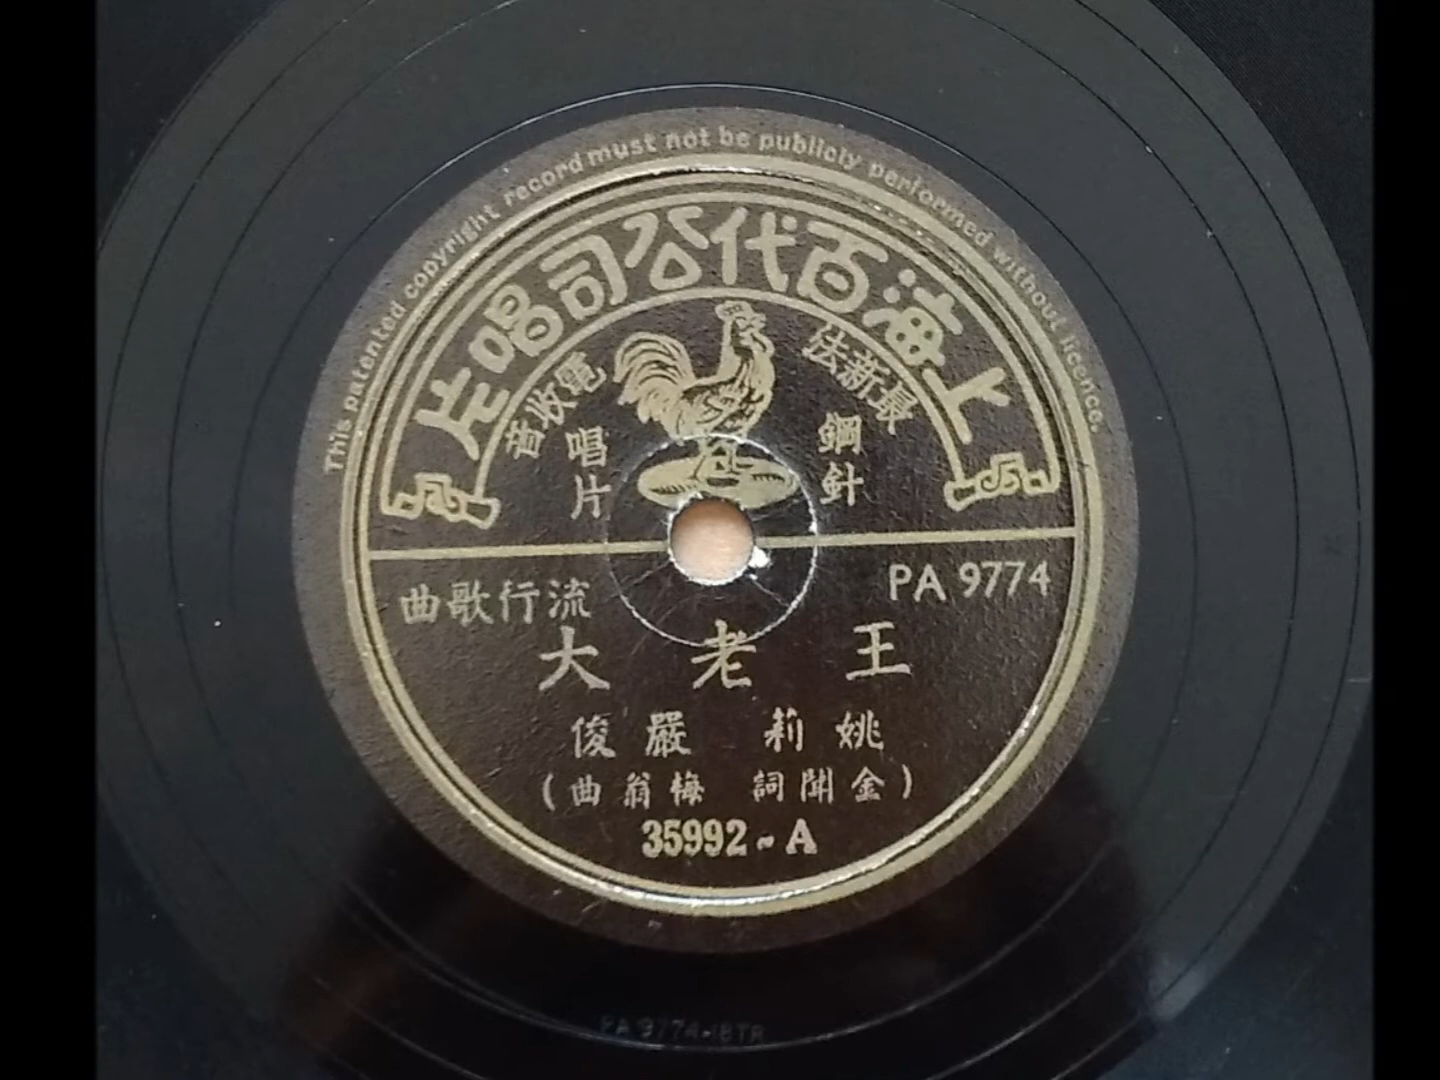 This patented copyright record must not be publicly performed without licence.
上海百代公司唱片
最新法
電收音
鋼針
唱片
PA 9774
流行歌曲
王老大
姚莉 嚴俊
(金聞詞 梅翁曲)
35992-A